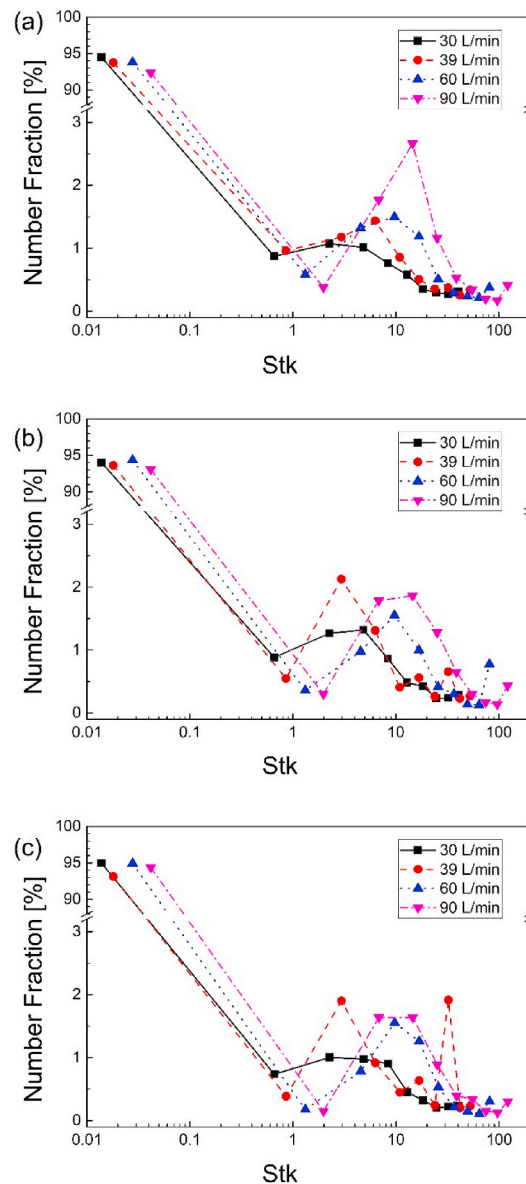 (a)
100
95
90
3
2
1
0
Number Fraction [%]
30 L/min
39 L/min
60 L/min
90 L/min
0.01 0.1 1 10 100
Stk
(b)
100
95
90
3
2
1
0
Number Fraction [%]
30 L/min
39 L/min
60 L/min
90 L/min
0.01 0.1 1 10 100
Stk
(c)
100
95
90
3
2
1
0
Number Fraction [%]
30 L/min
39 L/min
60 L/min
90 L/min
0.01 0.1 1 10 100
Stk